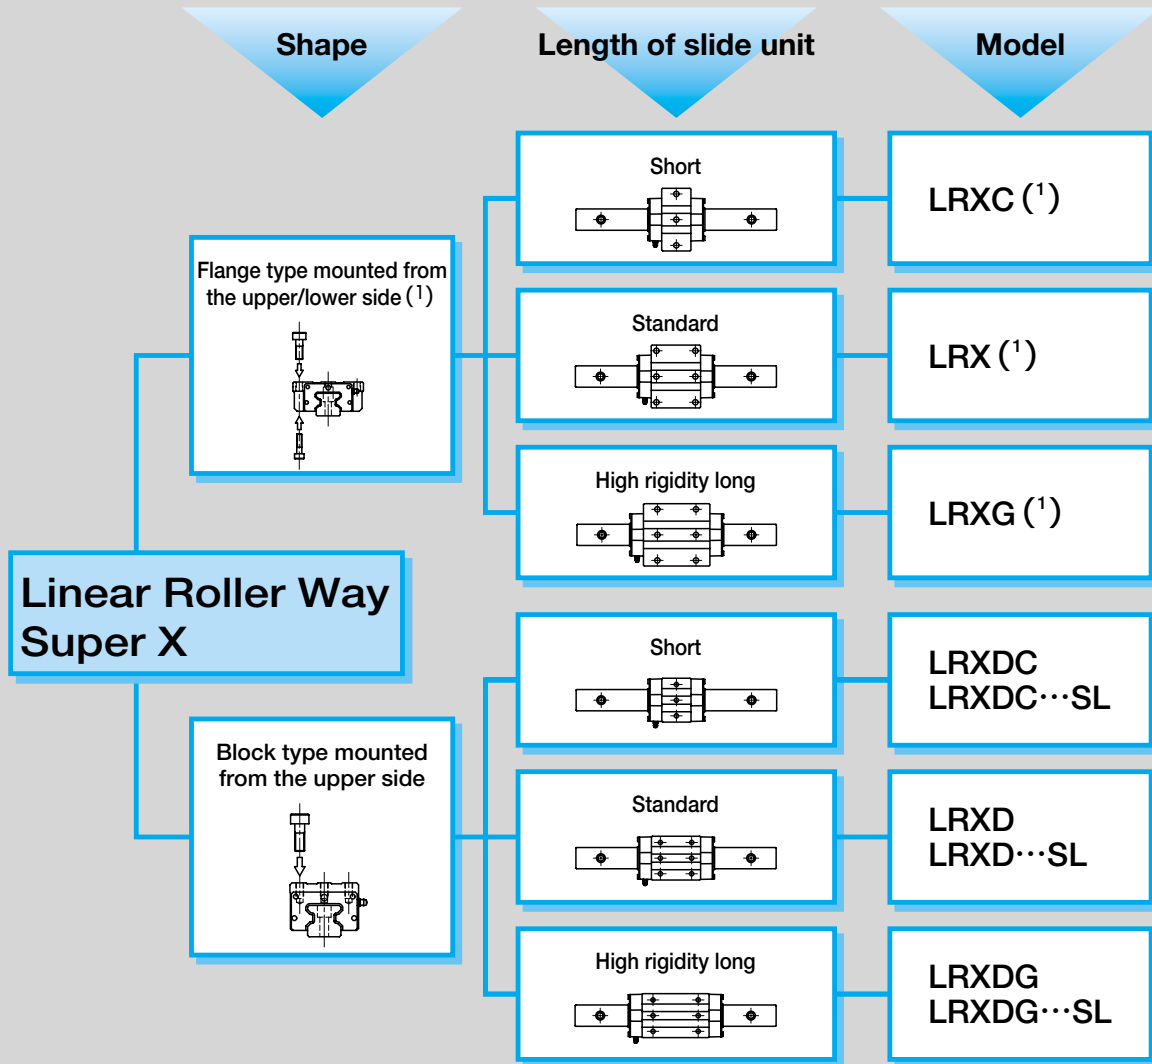 Shape
Length of slide unit
Model
Linear Roller Way
Super X
Flange type mounted from
the upper/lower side (¹)
Short
LRXC (¹)
Standard
LRX (¹)
High rigidity long
LRXG (¹)
Block type mounted
from the upper side
Short
LRXDC
LRXDC···SL
Standard
LRXD
LRXD···SL
High rigidity long
LRXDG
LRXDG···SL